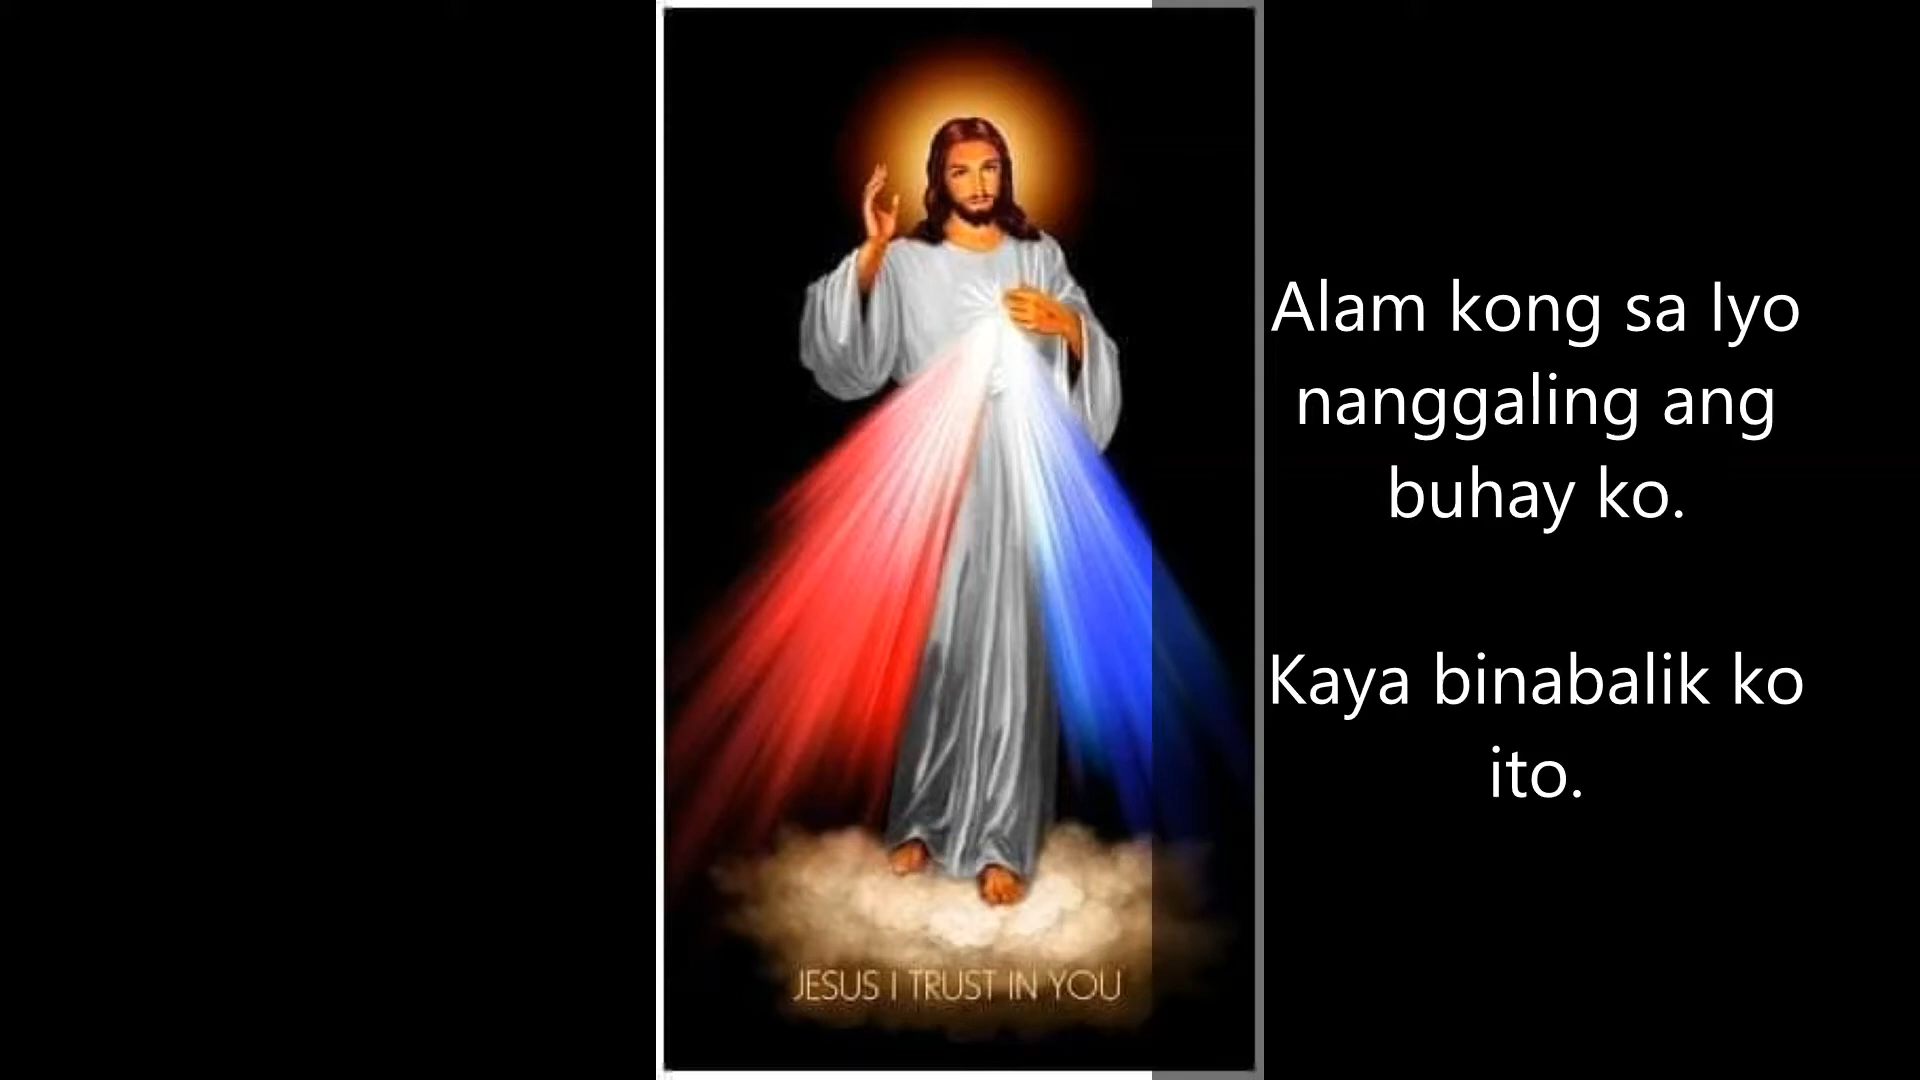 Alam kong sa Iyo
nanggaling ang
buhay ko.
Kaya binabalik ko
ito.
JESUS I TRUST IN YOU